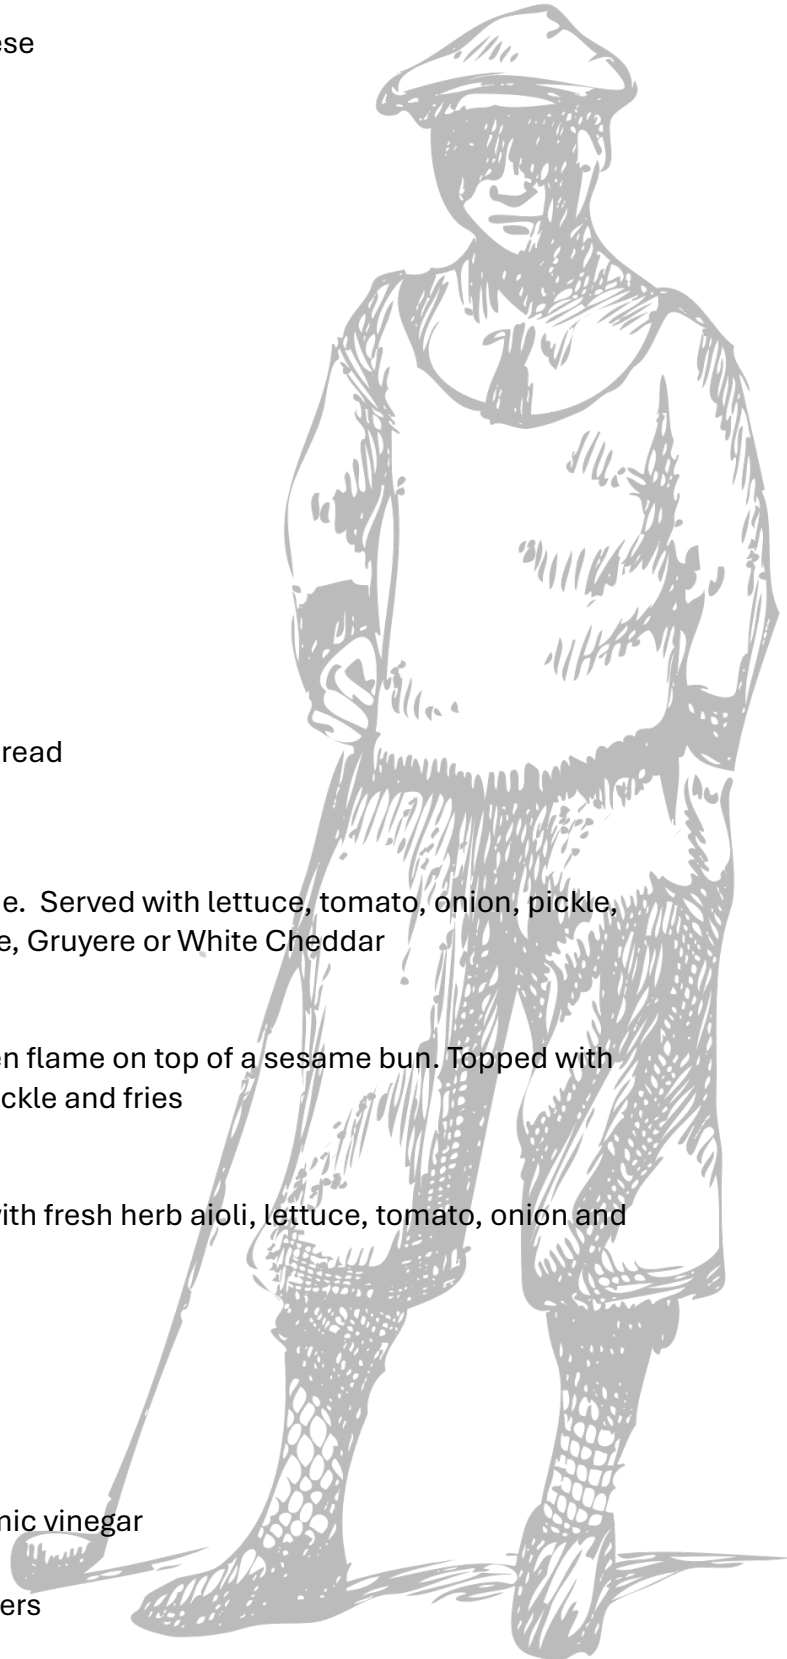 ese
read
e. Served with lettuce, tomato, onion, pickle,
e, Gruyere or White Cheddar
en flame on top of a sesame bun. Topped with
ckle and fries
ith fresh herb aioli, lettuce, tomato, onion and
nic vinegar
ers